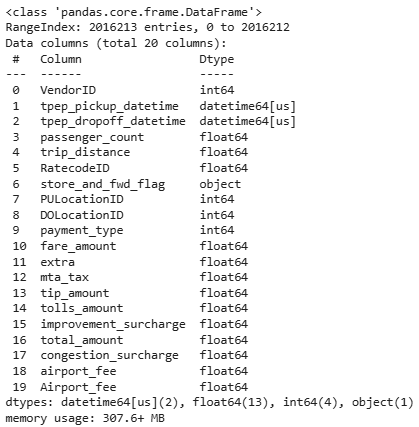 <class 'pandas.core.frame.DataFrame'>
RangeIndex: 2016213 entries, 0 to 2016212
Data columns (total 20 columns):
 #   Column                 Dtype
---  ------                 -----
 0   VendorID               int64
 1   tpep_pickup_datetime   datetime64[us]
 2   tpep_dropoff_datetime  datetime64[us]
 3   passenger_count        float64
 4   trip_distance          float64
 5   RatecodeID             float64
 6   store_and_fwd_flag     object
 7   PULocationID           int64
 8   DOLocationID           int64
 9   payment_type           int64
 10  fare_amount            float64
 11  extra                  float64
 12  mta_tax                float64
 13  tip_amount             float64
 14  tolls_amount           float64
 15  improvement_surcharge  float64
 16  total_amount           float64
 17  congestion_surcharge   float64
 18  airport_fee            float64
 19  Airport_fee            float64
dtypes: datetime64[us](2), float64(13), int64(4), object(1)
memory usage: 307.6+ MB